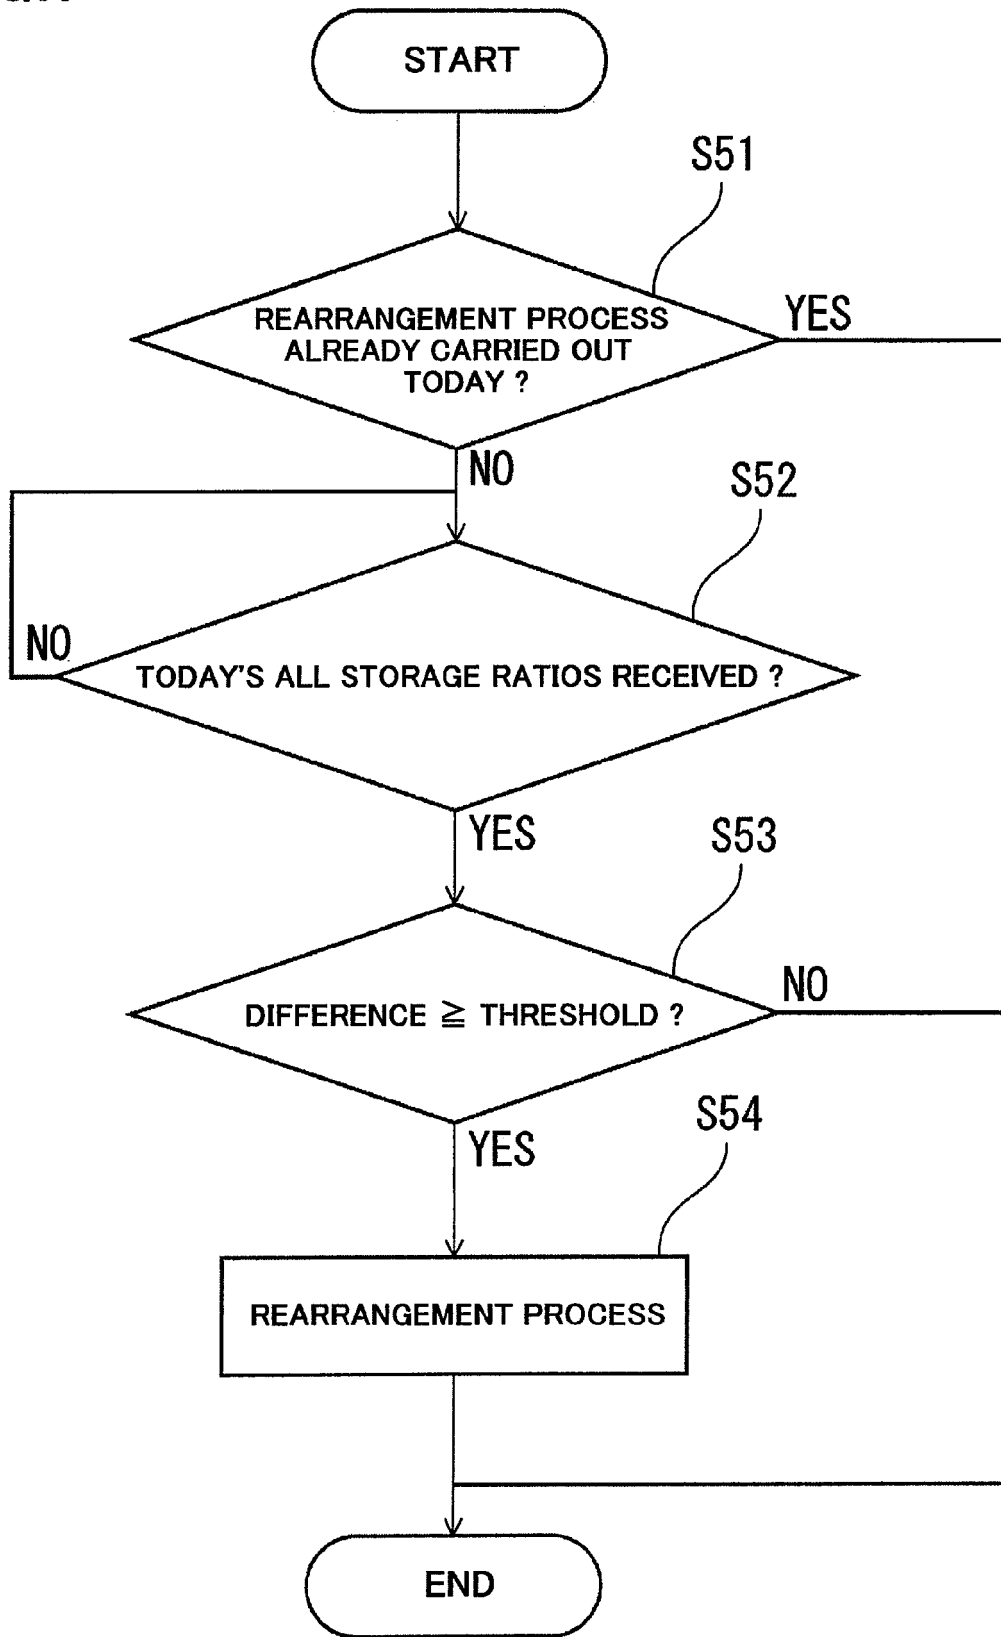 START
S51
REARRANGEMENT PROCESS
ALREADY CARRIED OUT
TODAY ?
YES
NO
S52
NO
TODAY'S ALL STORAGE RATIOS RECEIVED ?
YES
S53
DIFFERENCE ≧ THRESHOLD ?
NO
YES
S54
REARRANGEMENT PROCESS
END